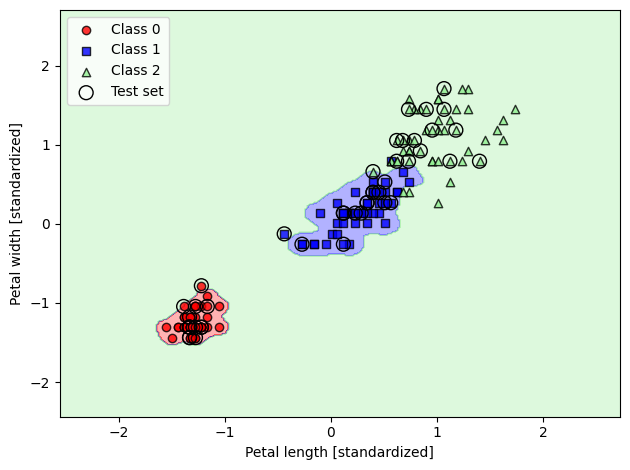 Class 0
Class 1
Class 2
Test set
2
1
0
−1
−2
Petal width [standardized]
−2
−1
0
1
2
Petal length [standardized]